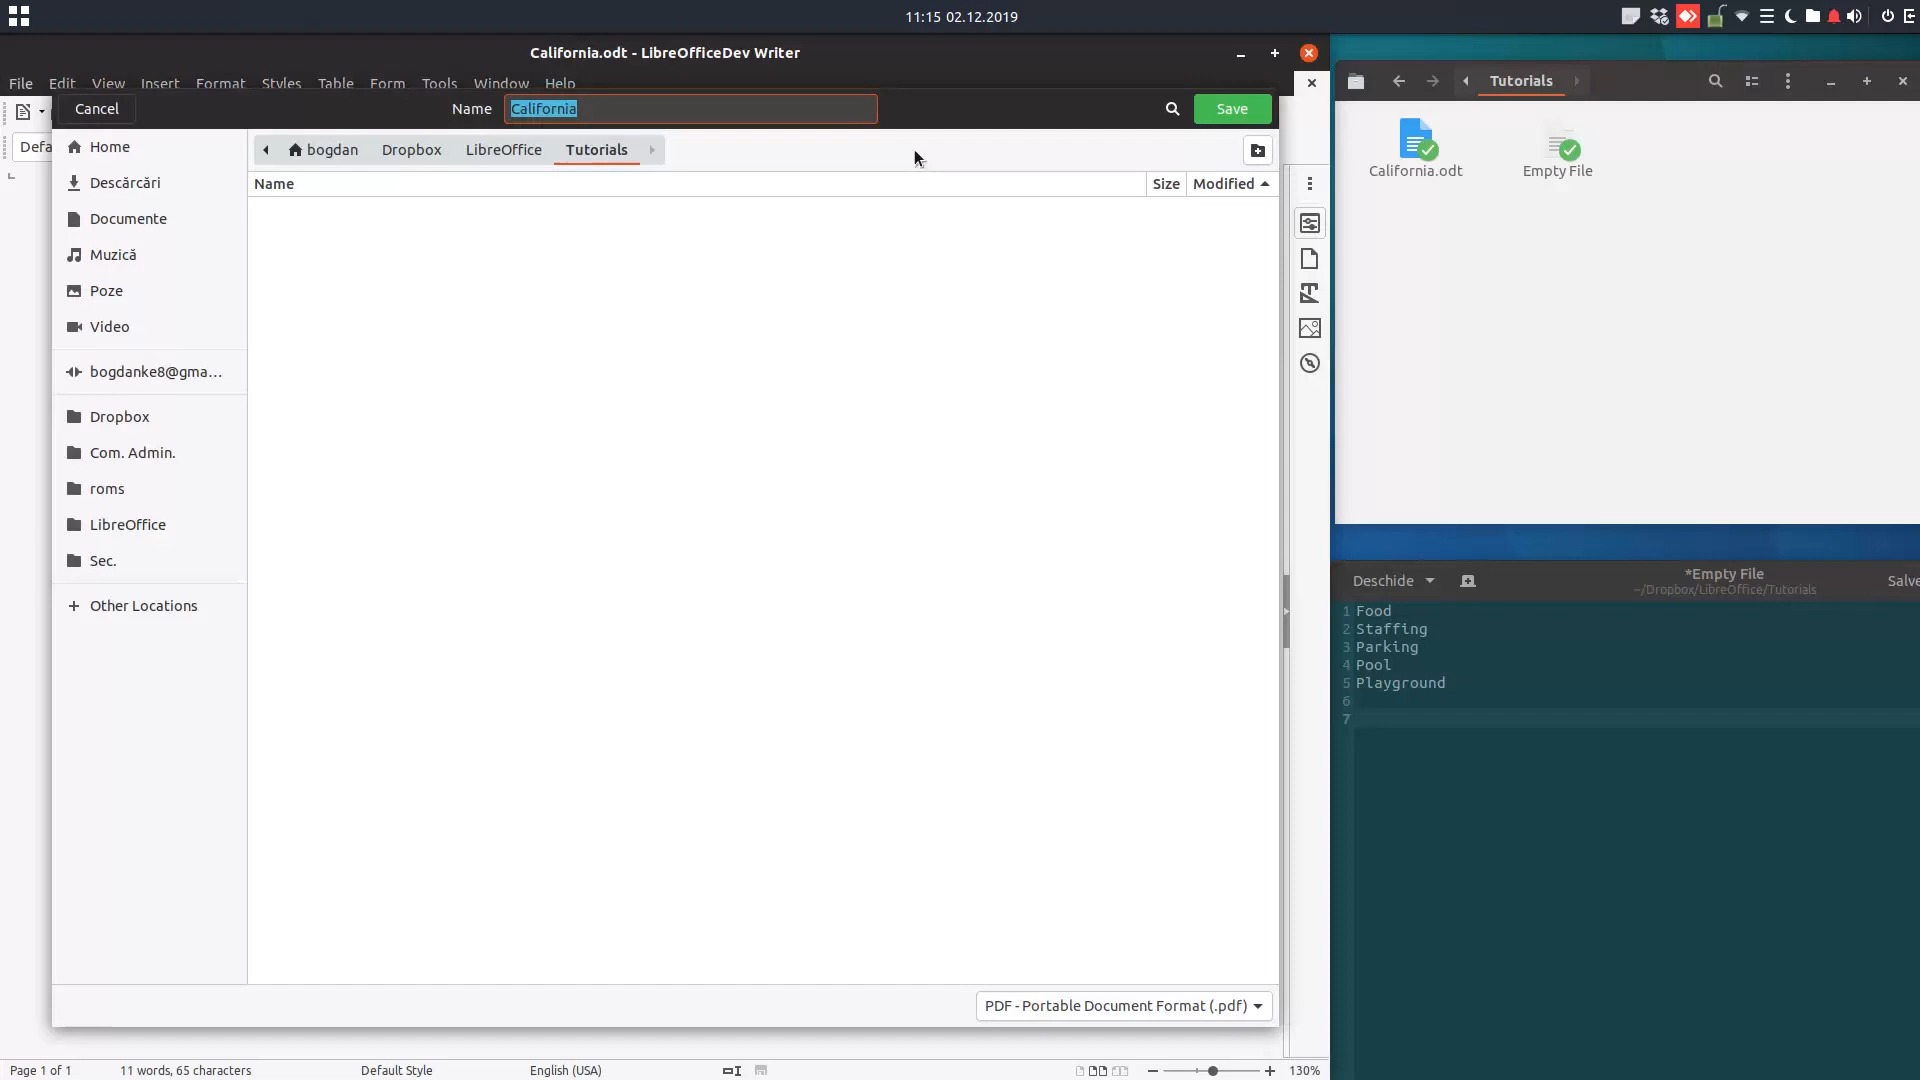 11:15 02.12.2019
California.odt - LibreOfficeDev Writer
File Edit View Insert Format Styles Table Form Tools Window Help
Cancel Name California Save
Defa
Home
Descărcări
Documente
Muzică
Poze
Video
bogdanke8@gma...
Dropbox
Com. Admin.
roms
LibreOffice
Sec.
Other Locations
bogdan Dropbox LibreOffice Tutorials
Name Size Modified
PDF - Portable Document Format (.pdf)
Page 1 of 1 11 words, 65 characters Default Style English (USA) 130%
Tutorials
California.odt Empty File
Deschide *Empty File Salve
~/Dropbox/LibreOffice/Tutorials
1 Food
2 Staffing
3 Parking
4 Pool
5 Playground
6
7